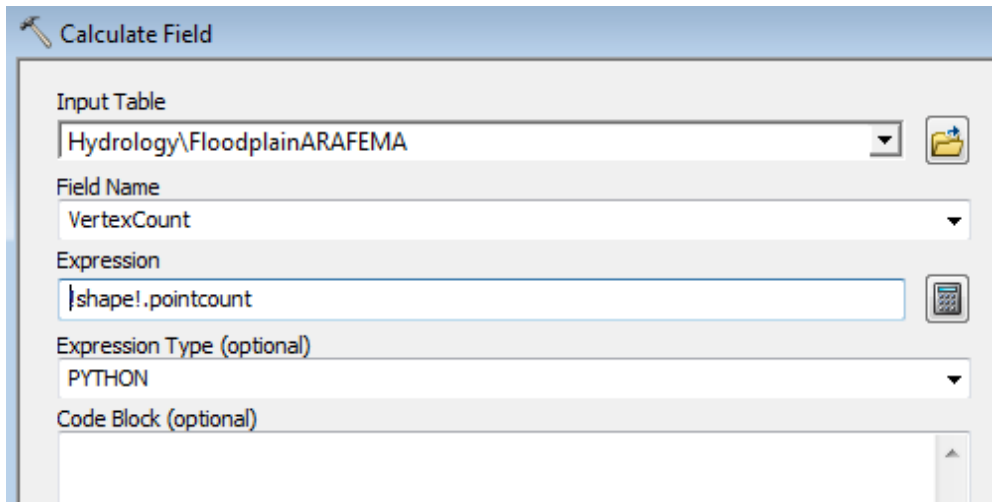 Calculate Field
Input Table
Hydrology\FloodplainARAFEMA
Field Name
VertexCount
Expression
!shape!.pointcount
Expression Type (optional)
PYTHON
Code Block (optional)